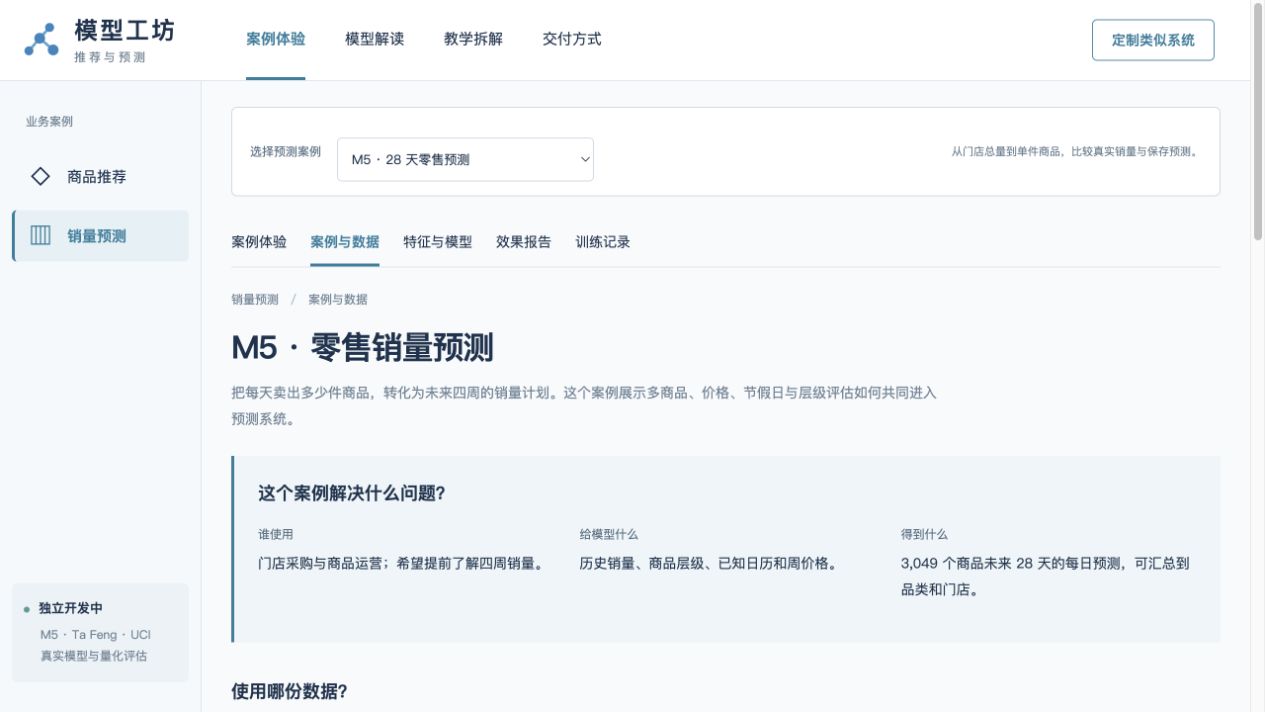 模型工坊
推荐与预测
案例体验
模型解读
教学拆解
交付方式
定制类似系统
业务案例
商品推荐
销量预测
独立开发中
M5 · Ta Feng · UCI
真实模型与量化评估
选择预测案例
M5 · 28 天零售预测
从门店总量到单件商品，比较真实销量与保存预测。
案例体验
案例与数据
特征与模型
效果报告
训练记录
销量预测 / 案例与数据
M5 · 零售销量预测
把每天卖出多少件商品，转化为未来四周的销量计划。这个案例展示多商品、价格、节假日与层级评估如何共同进入
预测系统。
这个案例解决什么问题?
谁使用
门店采购与商品运营；希望提前了解四周销量。
给模型什么
历史销量、商品层级、已知日历和周价格。
得到什么
3,049 个商品未来 28 天的每日预测，可汇总到
品类和门店。
使用哪份数据?